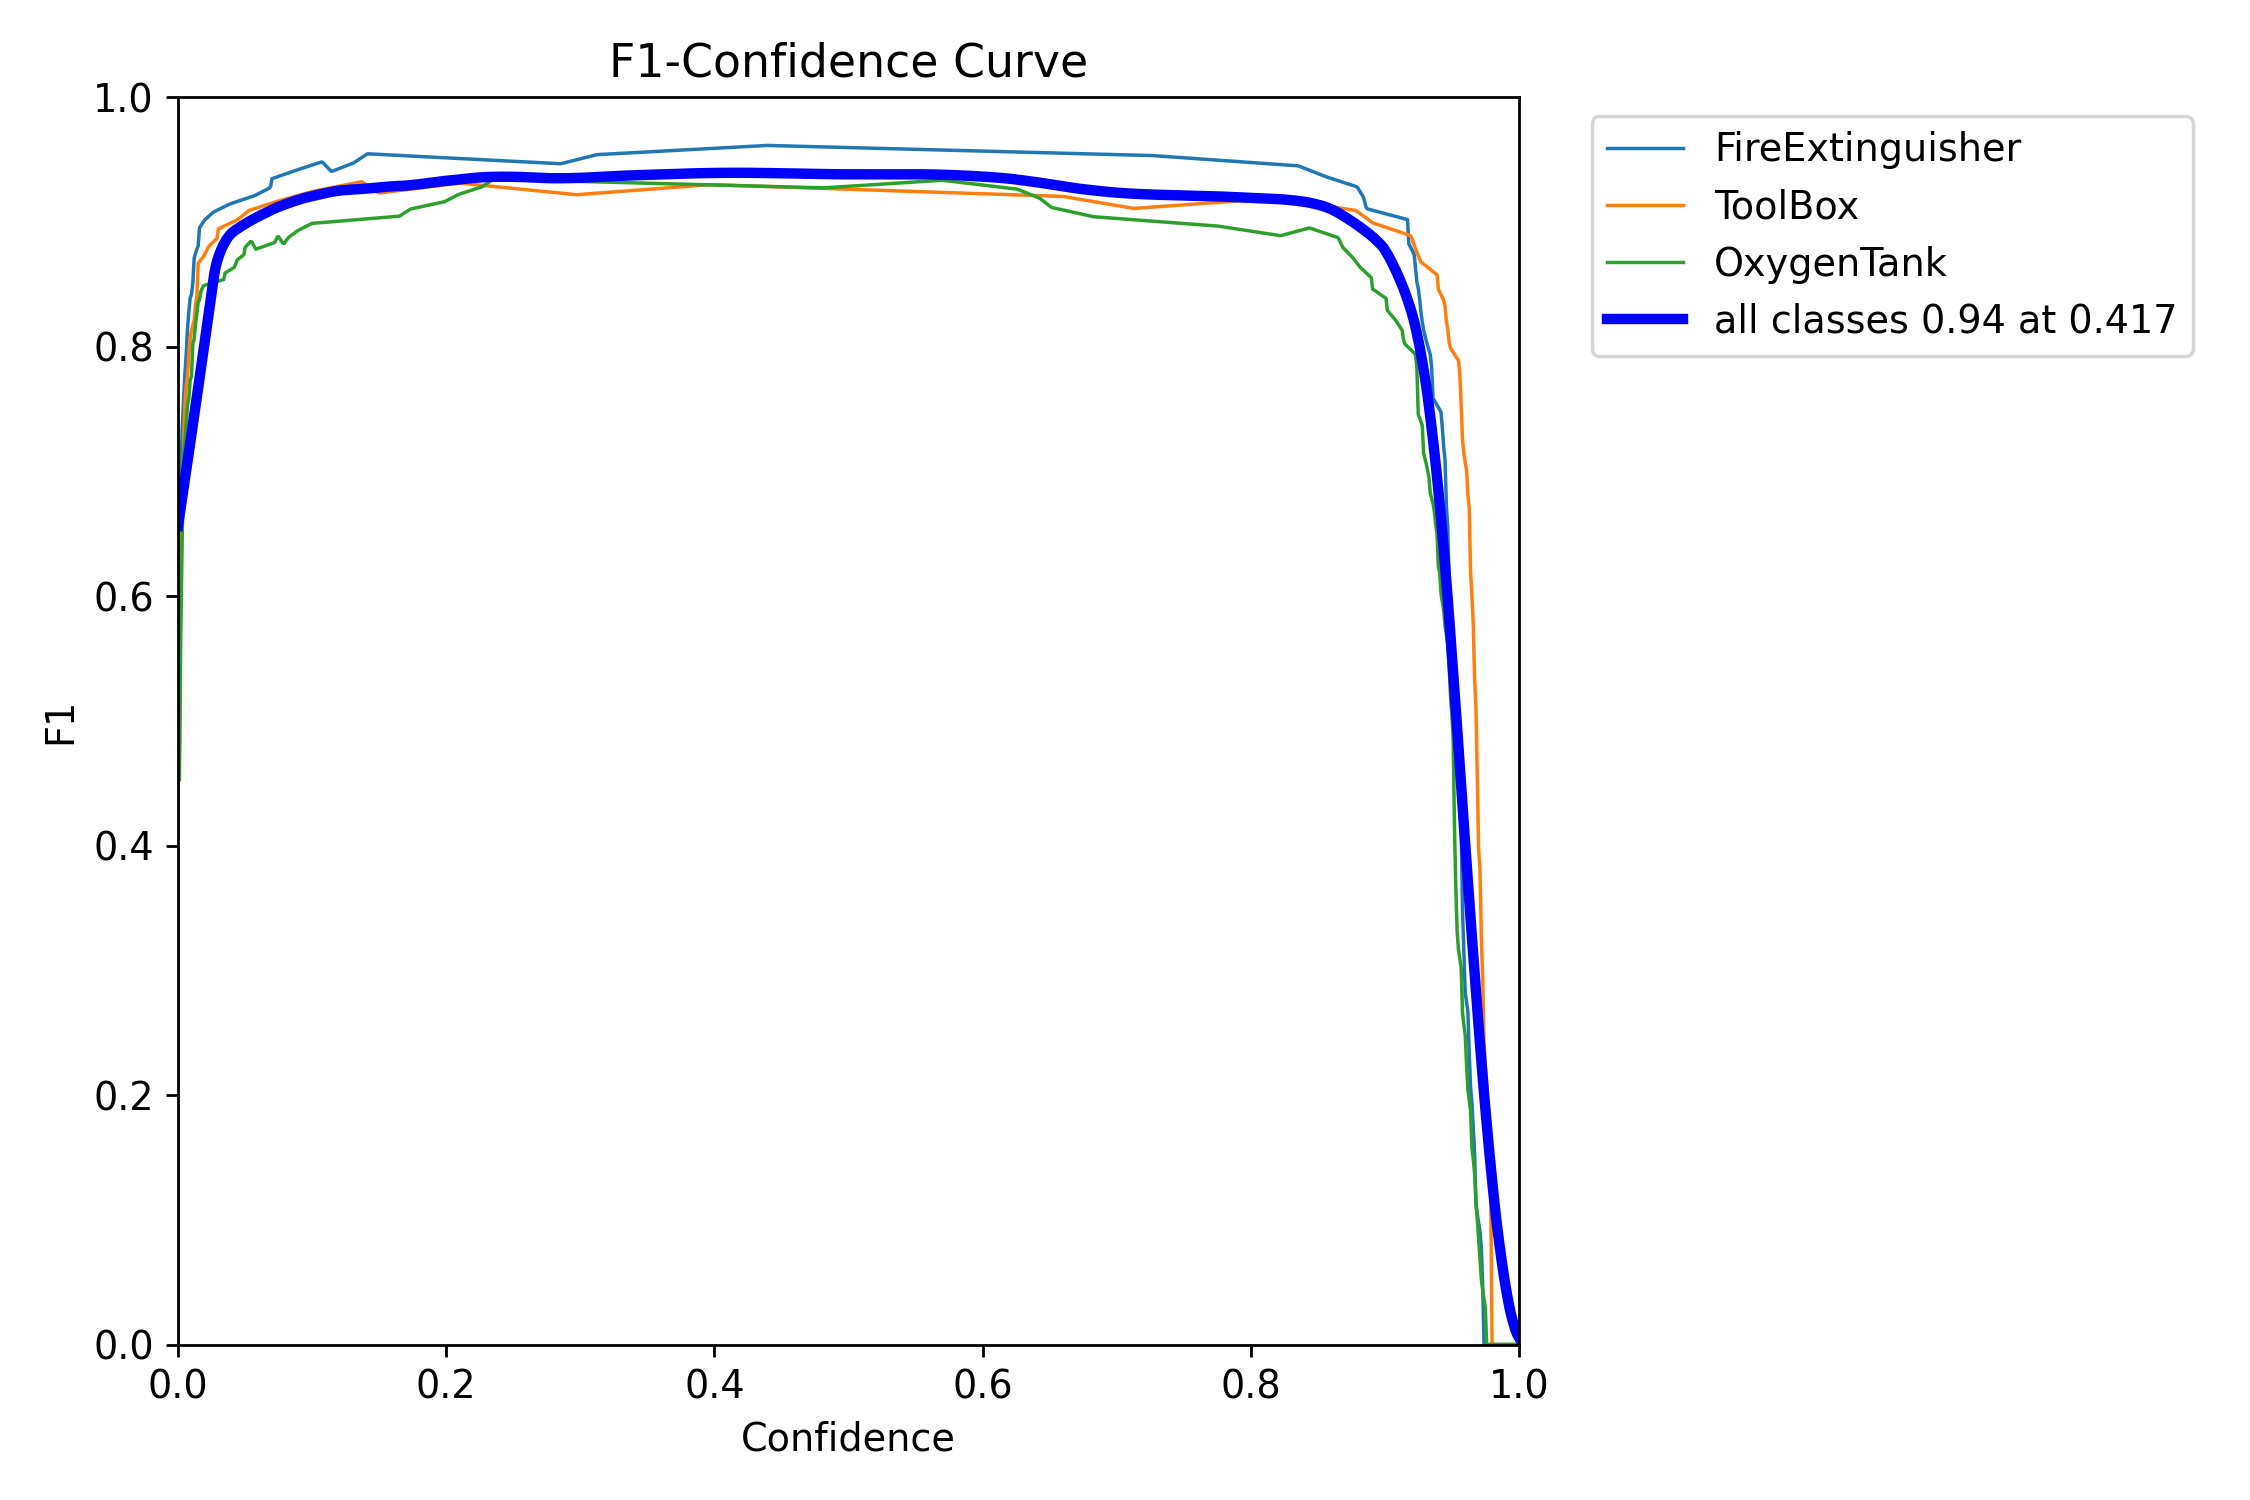 F1-Confidence Curve
1.0
0.8
0.6
0.4
0.2
0.0
F1
0.0 0.2 0.4 0.6 0.8 1.0
Confidence
FireExtinguisher
ToolBox
OxygenTank
all classes 0.94 at 0.417